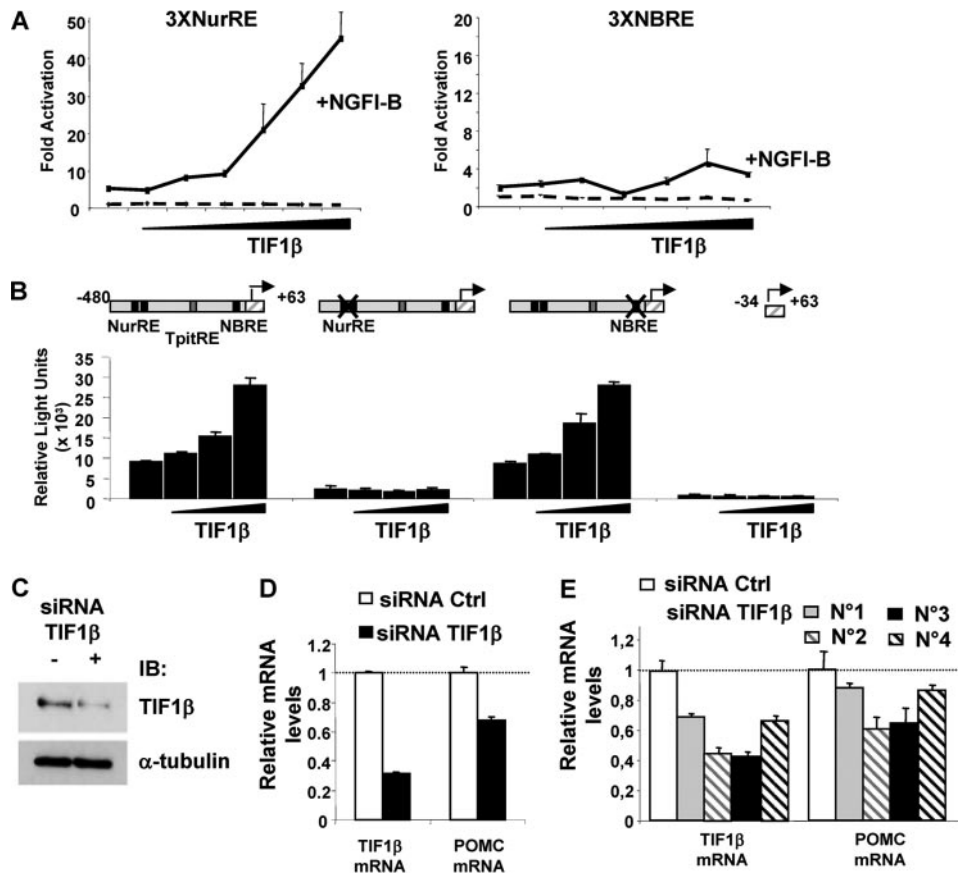 A
3XNurRE
3XNBRE
Fold Activation
50
40
30
20
10
0
+NGFI-B
TIF1β
Fold Activation
20
16
12
8
4
0
+NGFI-B
TIF1β
B
-480
+63
NurRE
TpitRE
NBRE
NurRE
NBRE
-34
+63
Relative Light Units
(x 10³)
35
30
25
20
15
10
5
0
TIF1β
TIF1β
TIF1β
TIF1β
C
siRNA
TIF1β
- +
IB:
TIF1β
α-tubulin
D
siRNA Ctrl
siRNA TIF1β
Relative mRNA
levels
1.2
1
0.8
0.6
0.4
0.2
0
TIF1β
mRNA
POMC
mRNA
E
siRNA Ctrl
siRNA TIF1β
N°1
N°2
N°3
N°4
Relative mRNA
levels
1,2
1
0,8
0,6
0,4
0,2
0
TIF1β
mRNA
POMC
mRNA